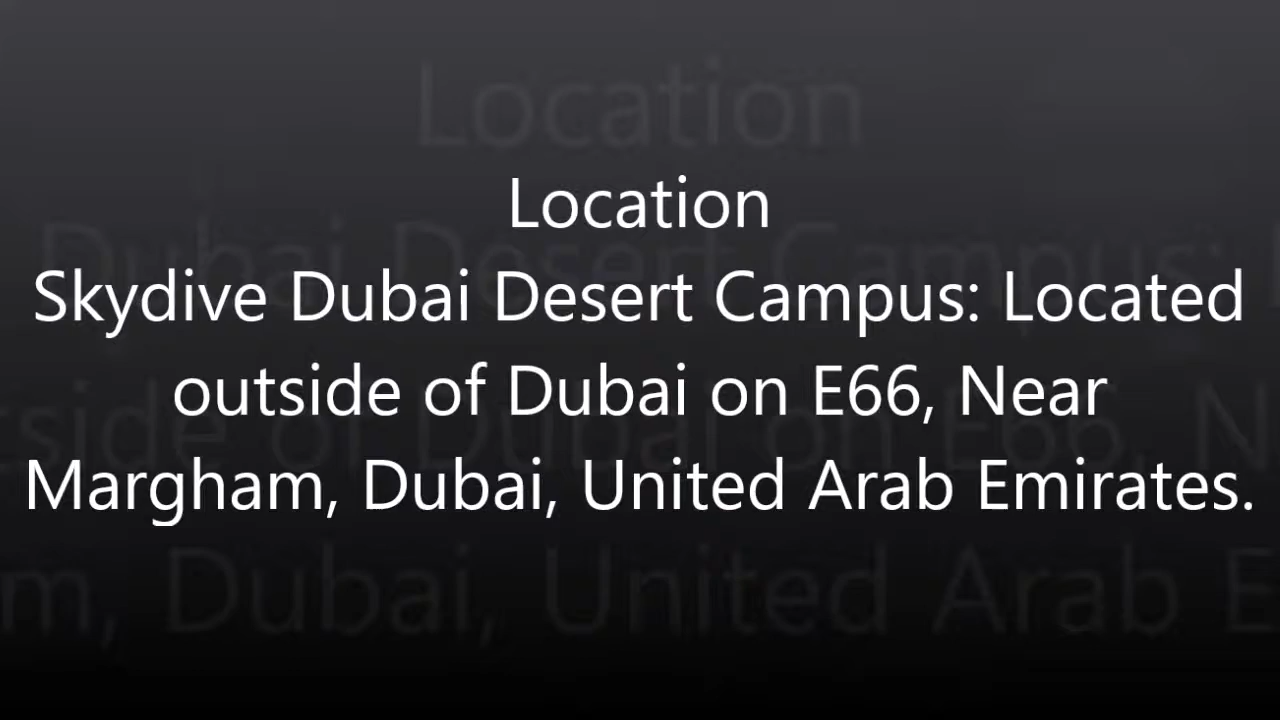 Location
Skydive Dubai Desert Campus: Located
outside of Dubai on E66, Near
Margham, Dubai, United Arab Emirates.